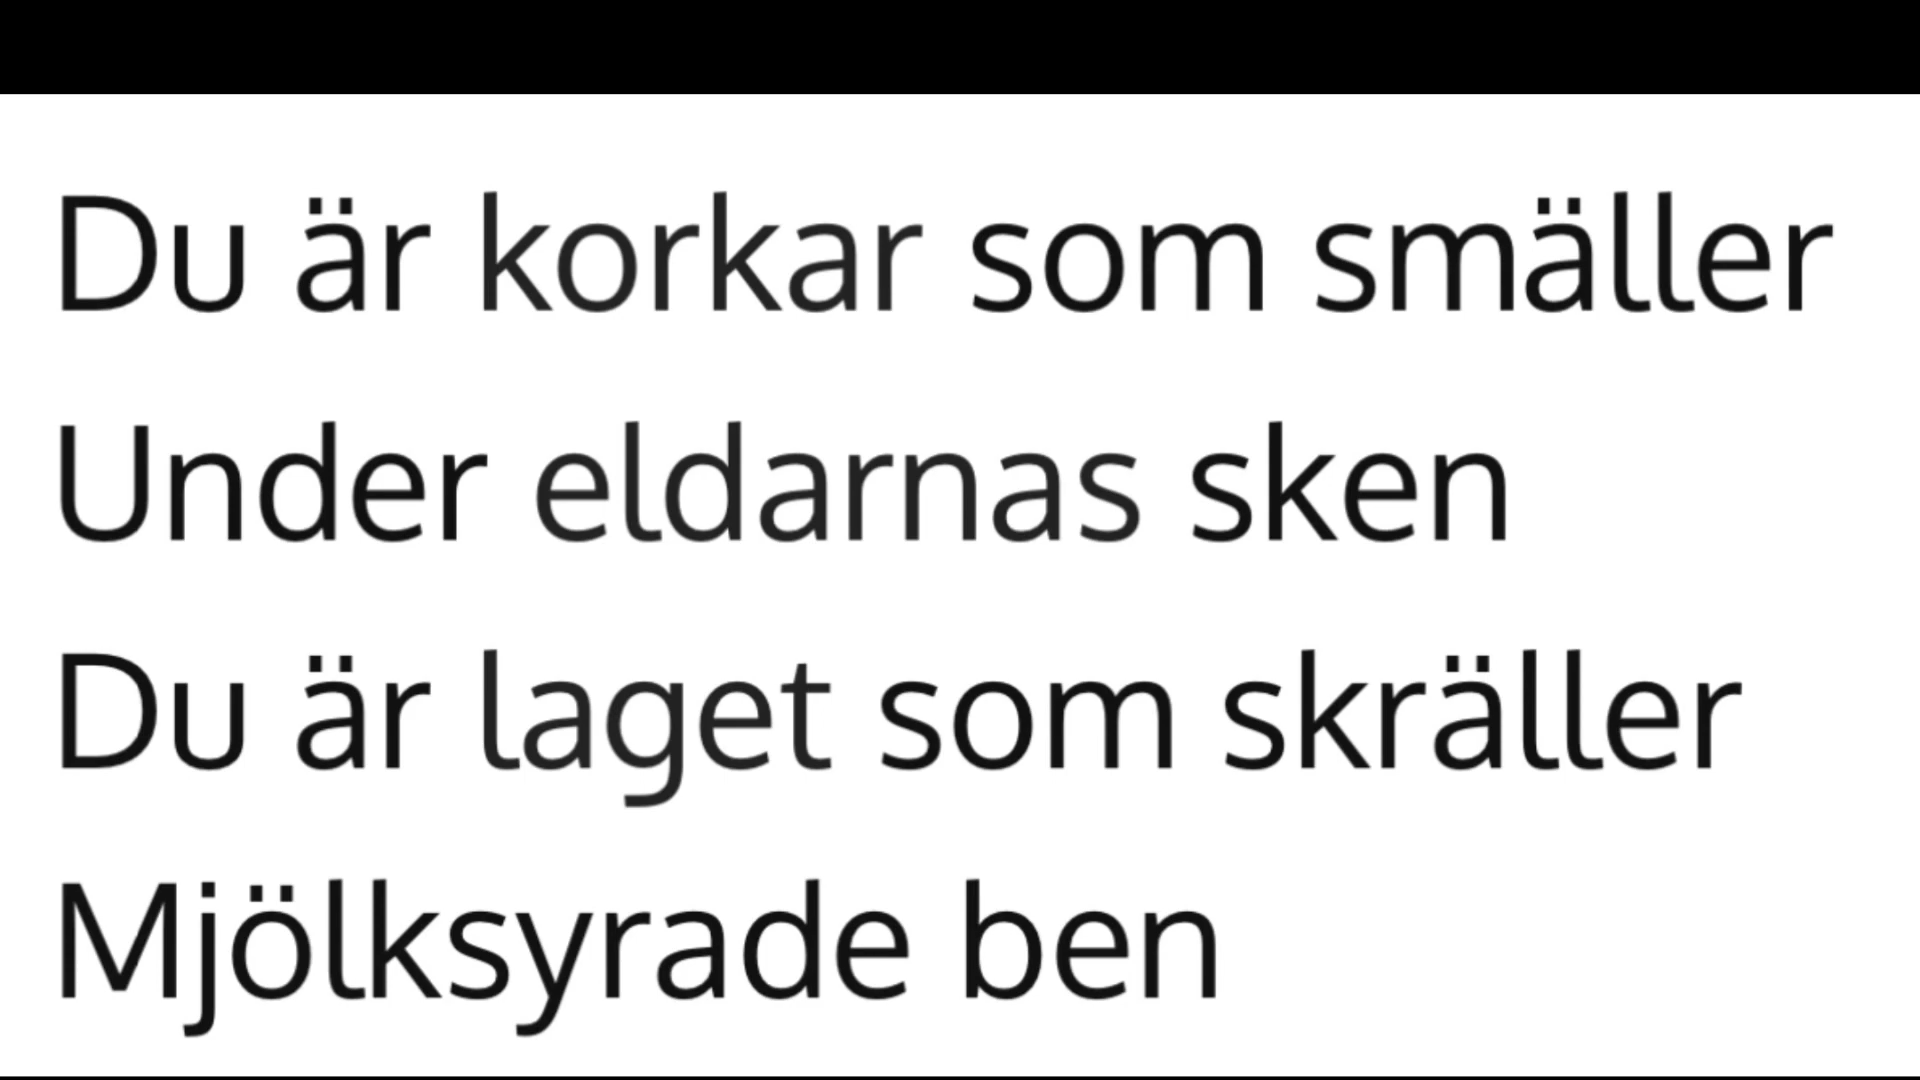 Du är korkar som smäller
Under eldarnas sken
Du är laget som skräller
Mjölksyrade ben